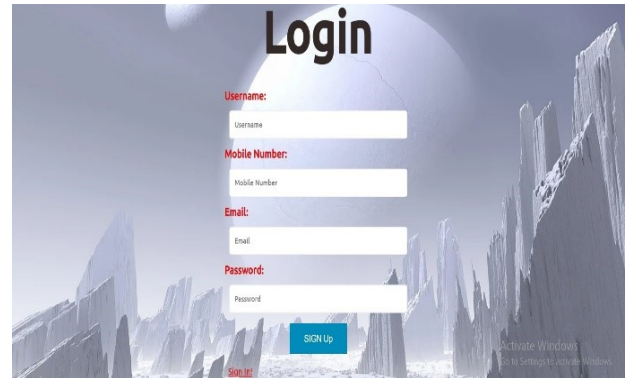 Login
Username:
Username
Mobile Number:
Mobile Number
Email:
Email
Password:
Password
SIGN Up
Sign In!
Activate Windows
Go to Settings to activate Windows.